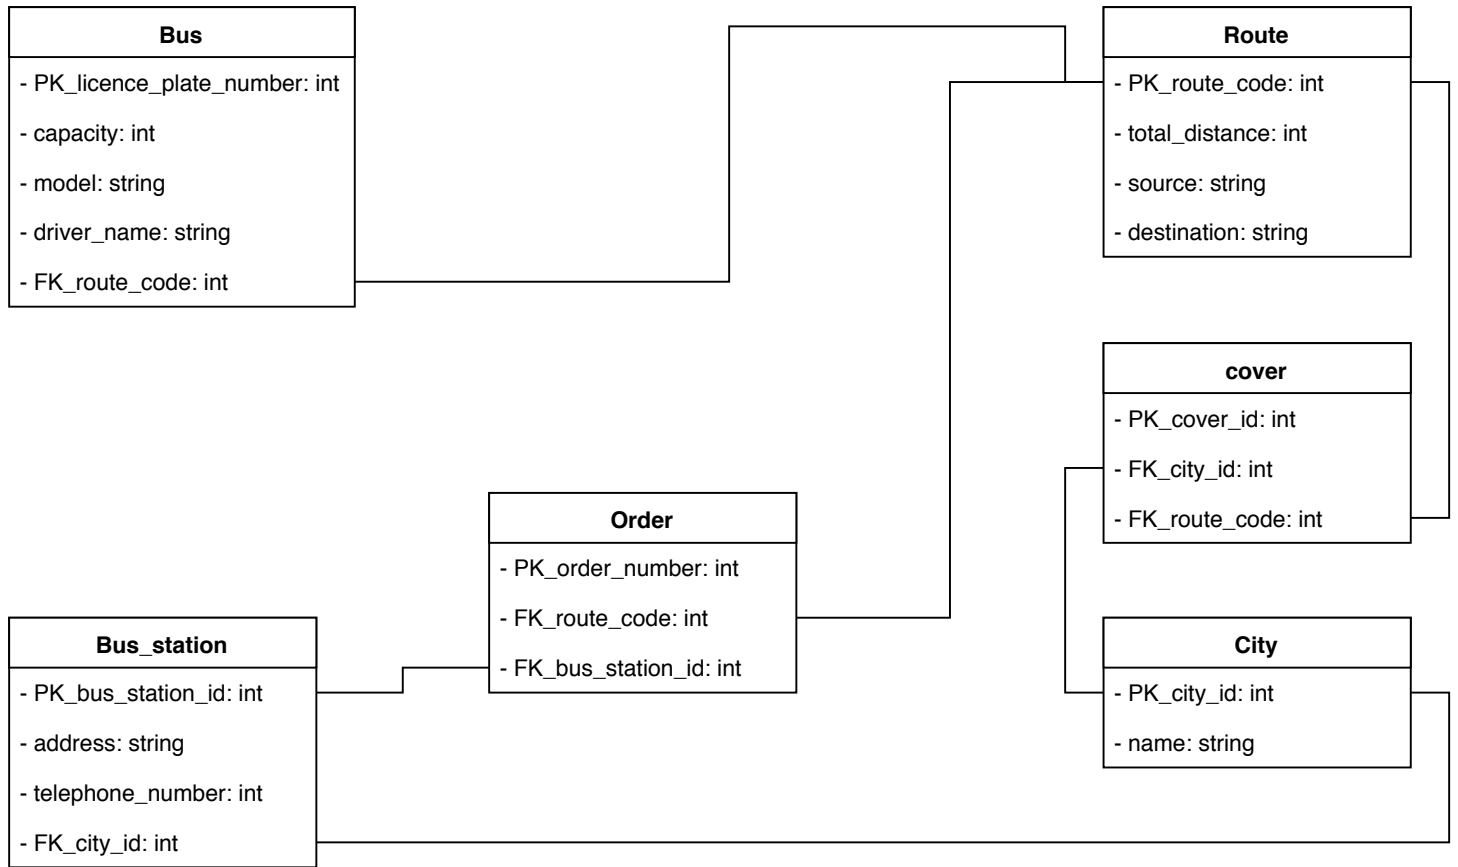 Bus
- PK_licence_plate_number: int
- capacity: int
- model: string
- driver_name: string
- FK_route_code: int
Route
- PK_route_code: int
- total_distance: int
- source: string
- destination: string
cover
- PK_cover_id: int
- FK_city_id: int
- FK_route_code: int
Order
- PK_order_number: int
- FK_route_code: int
- FK_bus_station_id: int
Bus_station
- PK_bus_station_id: int
- address: string
- telephone_number: int
- FK_city_id: int
City
- PK_city_id: int
- name: string